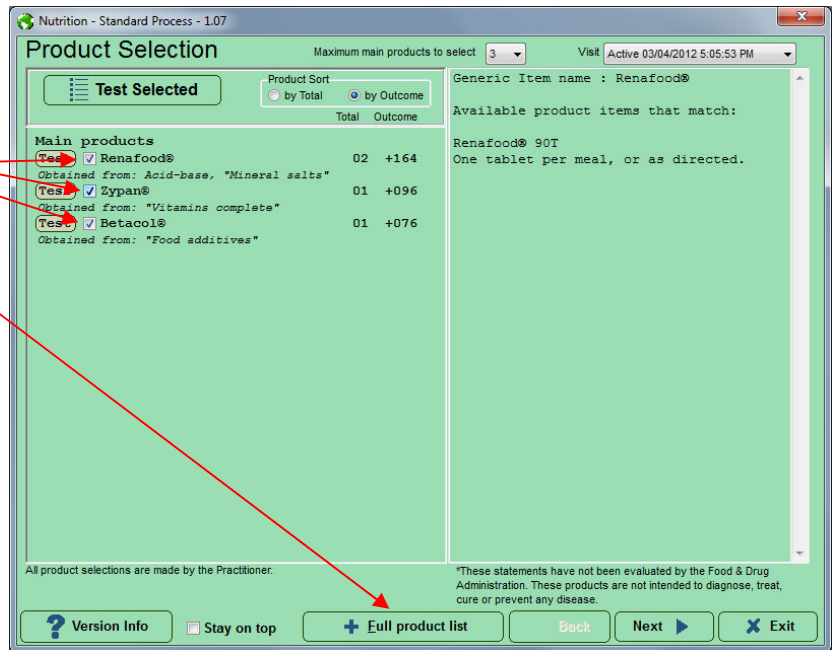 Nutrition - Standard Process - 1.07
Product Selection
Maximum main products to select 3
Visit Active 03/04/2012 5:05:53 PM
Test Selected
Product Sort
by Total by Outcome
Total Outcome
Main products
Test Renafood® 02 +164
Obtained from: Acid-base, "Mineral salts"
Test Zypan® 01 +096
Obtained from: "Vitamins complete"
Test Betacol® 01 +076
Obtained from: "Food additives"
Generic Item name : Renafood®
Available product items that match:
Renafood® 90T
One tablet per meal, or as directed.
All product selections are made by the Practitioner.
*These statements have not been evaluated by the Food & Drug
Administration. These products are not intended to diagnose, treat,
cure or prevent any disease.
? Version Info
Stay on top
+ Full product list
Back
Next
X Exit